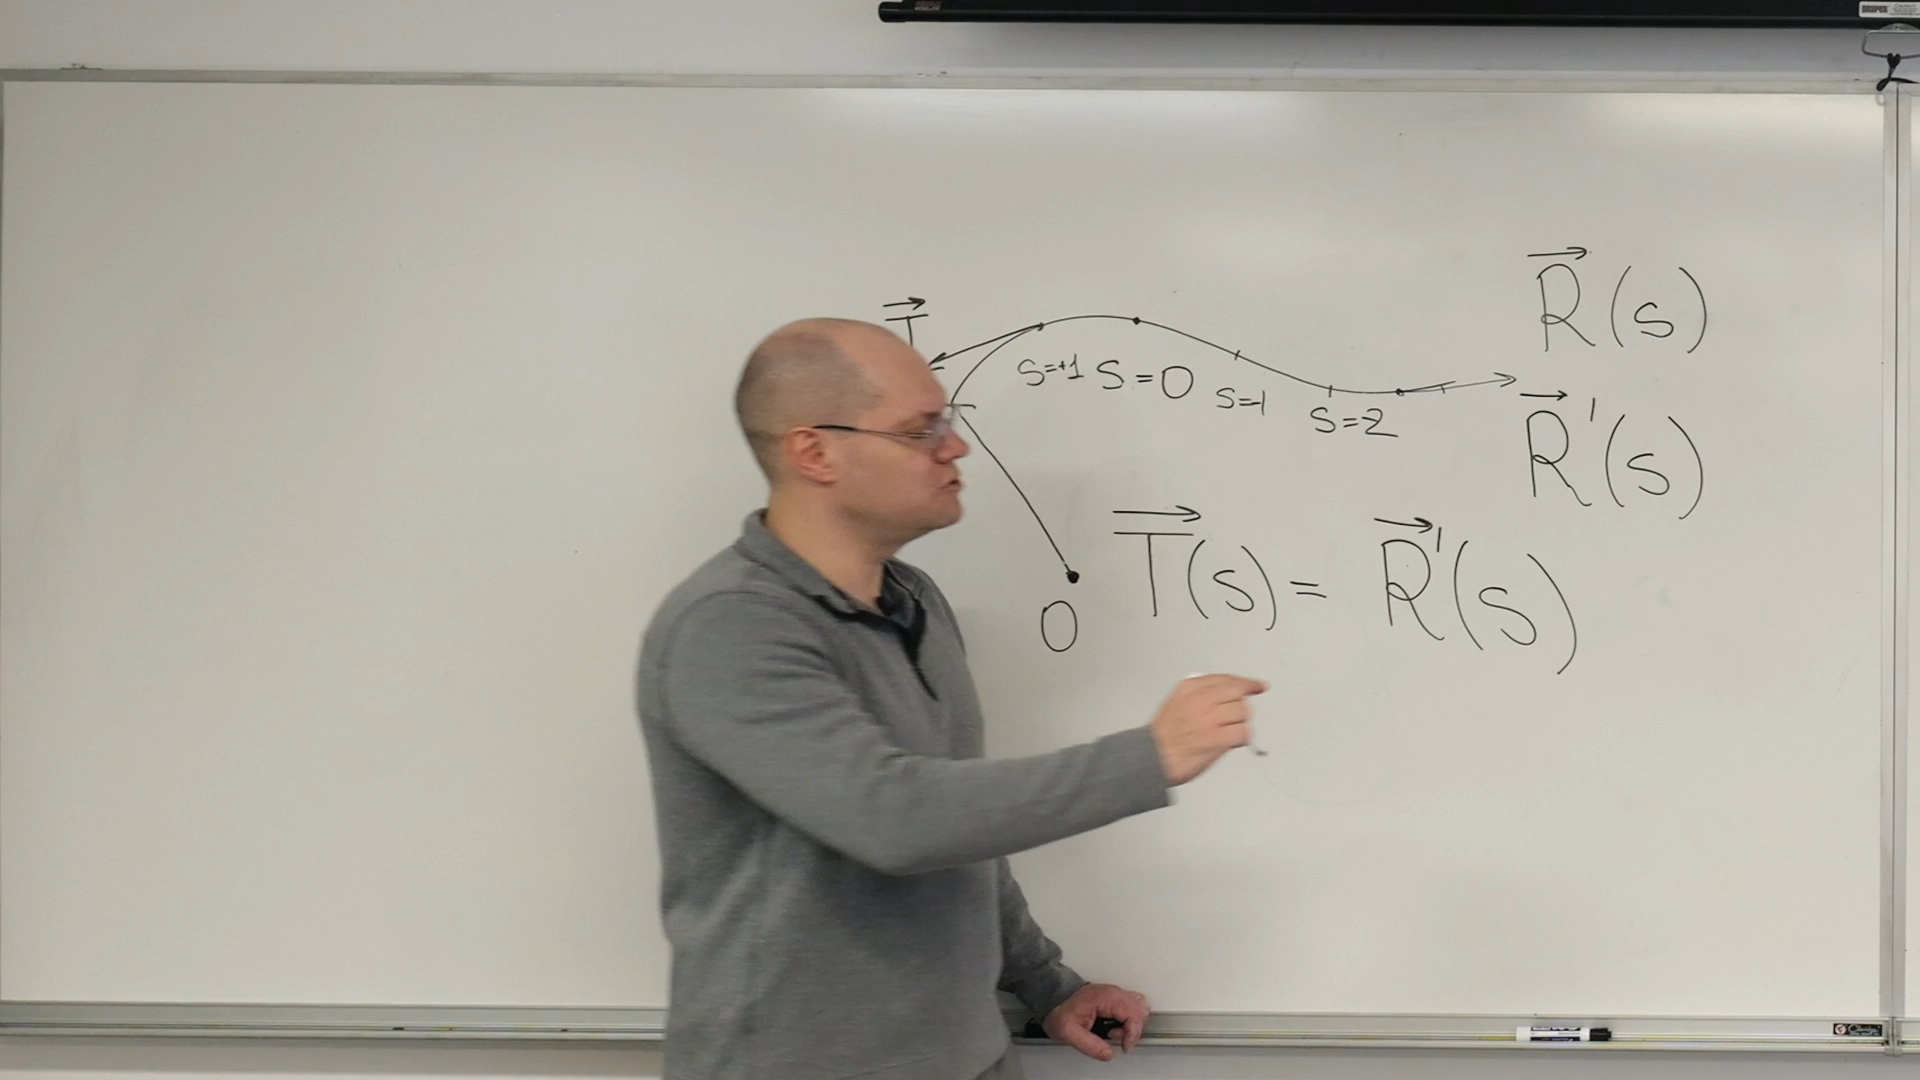 R(s)
T
s=+1 s=0 s=-1 s=2
R'(s)
T(s) = R'(s)
O